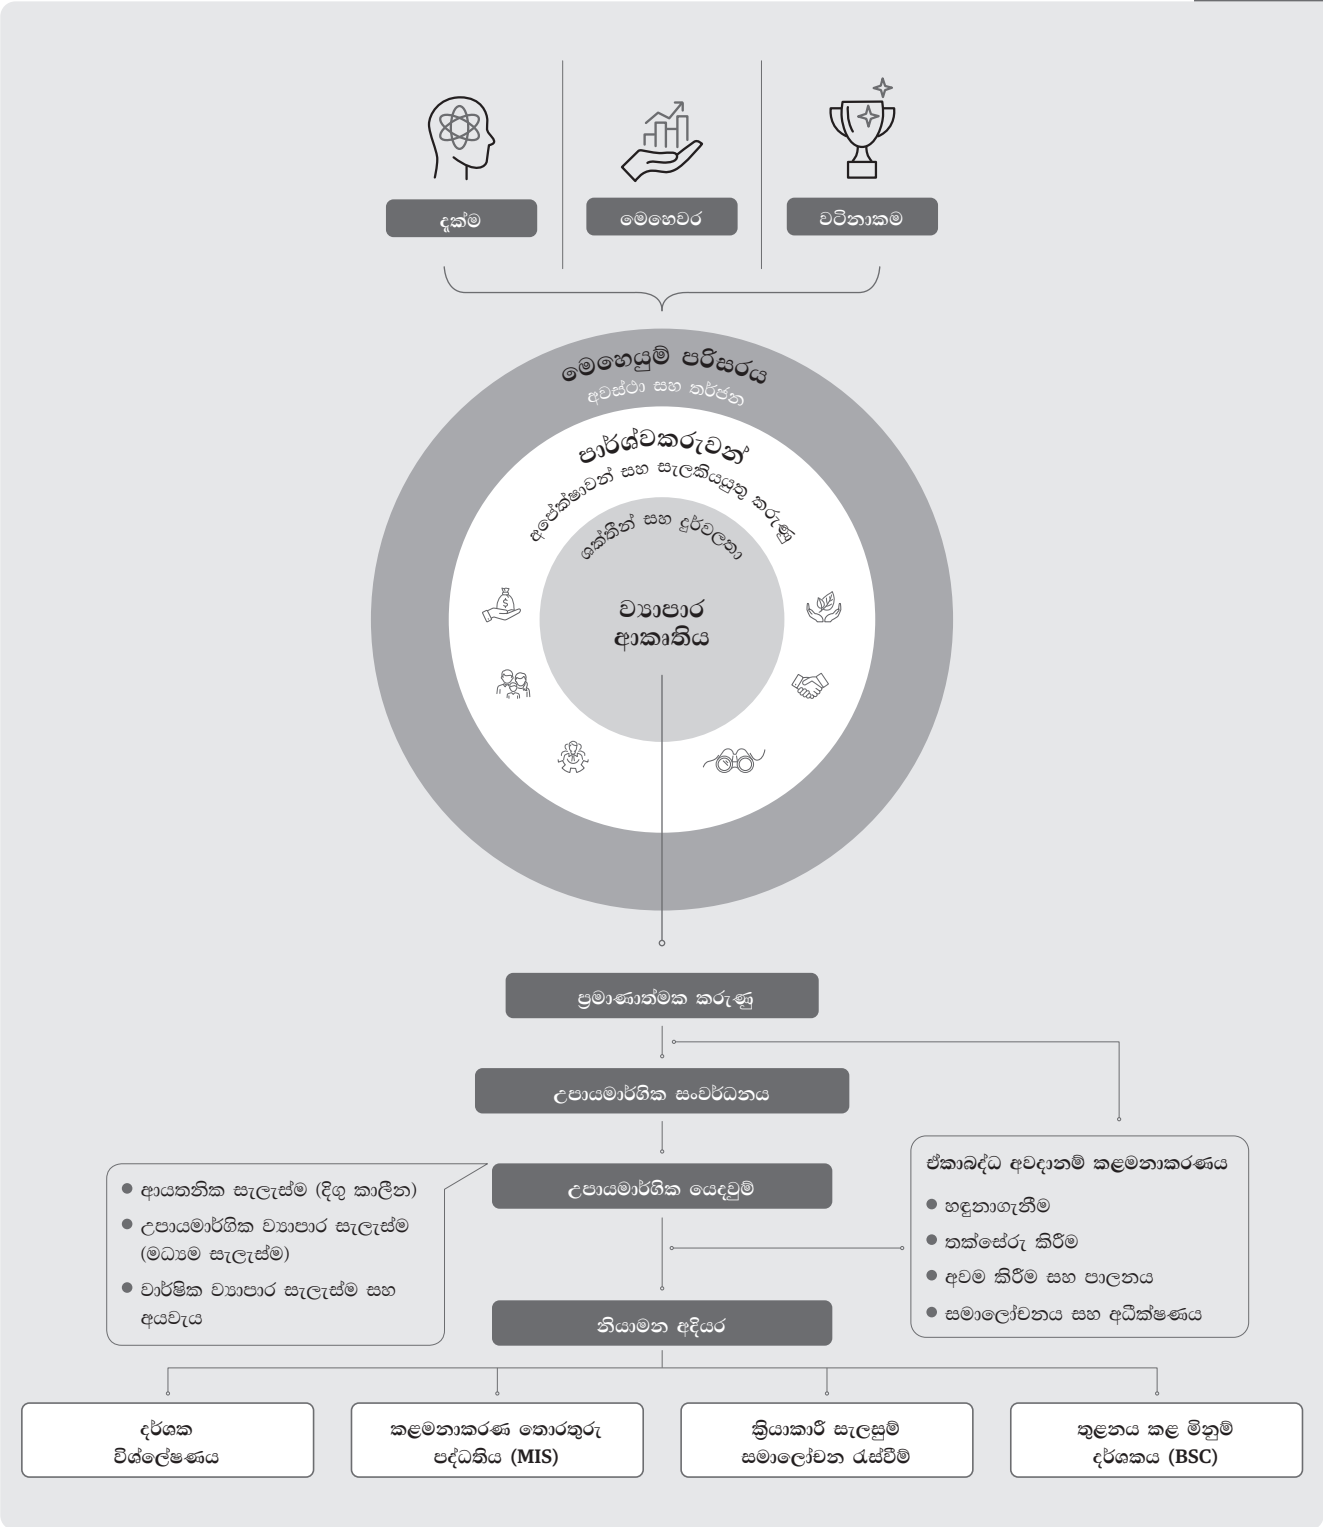 දැක්ම
මෙහෙවර
වටිනාකම
මෙහෙයුම් පරිසරය
අවස්ථා සහ තර්ජන
පාර්ශ්වකරුවන්
අපේක්ෂාවන් සහ සැලකියයුතු කරුණු
ශක්තීන් සහ දුර්වලතා
ව්‍යාපාර
ආකෘතිය
ප්‍රමාණාත්මක කරුණු
උපායමාර්ගික සංවර්ධනය
උපායමාර්ගික යෙදවුම්
ආයතනික සැලැස්ම (දිගු කාලීන)
උපායමාර්ගික ව්‍යාපාර සැලැස්ම
(මධ්‍යම සැලැස්ම)
වාර්ෂික ව්‍යාපාර සැලැස්ම සහ
අයවැය
ඒකාබද්ධ අවදානම් කළමනාකරණය
හඳුනාගැනීම
තක්සේරු කිරීම
අවම කිරීම සහ පාලනය
සමාලෝචනය සහ අධීක්ෂණය
නියාමන අදියර
දර්ශක
විශ්ලේෂණය
කළමනාකරණ තොරතුරු
පද්ධතිය (MIS)
ක්‍රියාකාරී සැලසුම්
සමාලෝචන රැස්වීම්
තුළනය කළ මිනුම්
දර්ශකය (BSC)